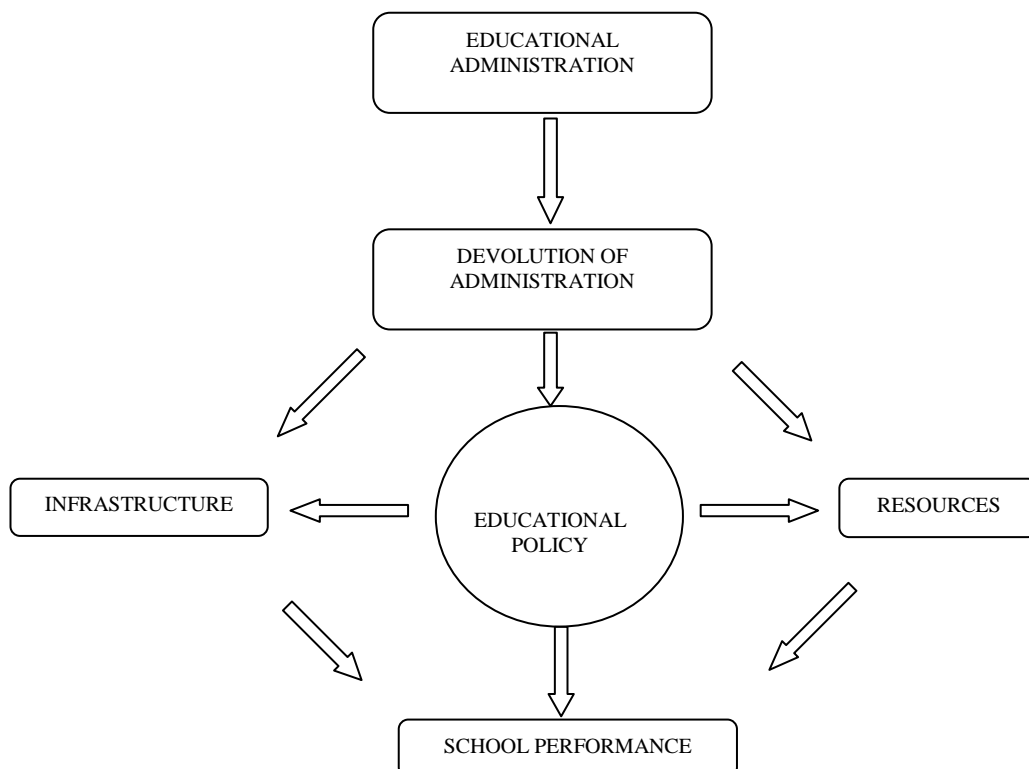 EDUCATIONAL
ADMINISTRATION
DEVOLUTION OF
ADMINISTRATION
INFRASTRUCTURE
EDUCATIONAL
POLICY
RESOURCES
SCHOOL PERFORMANCE